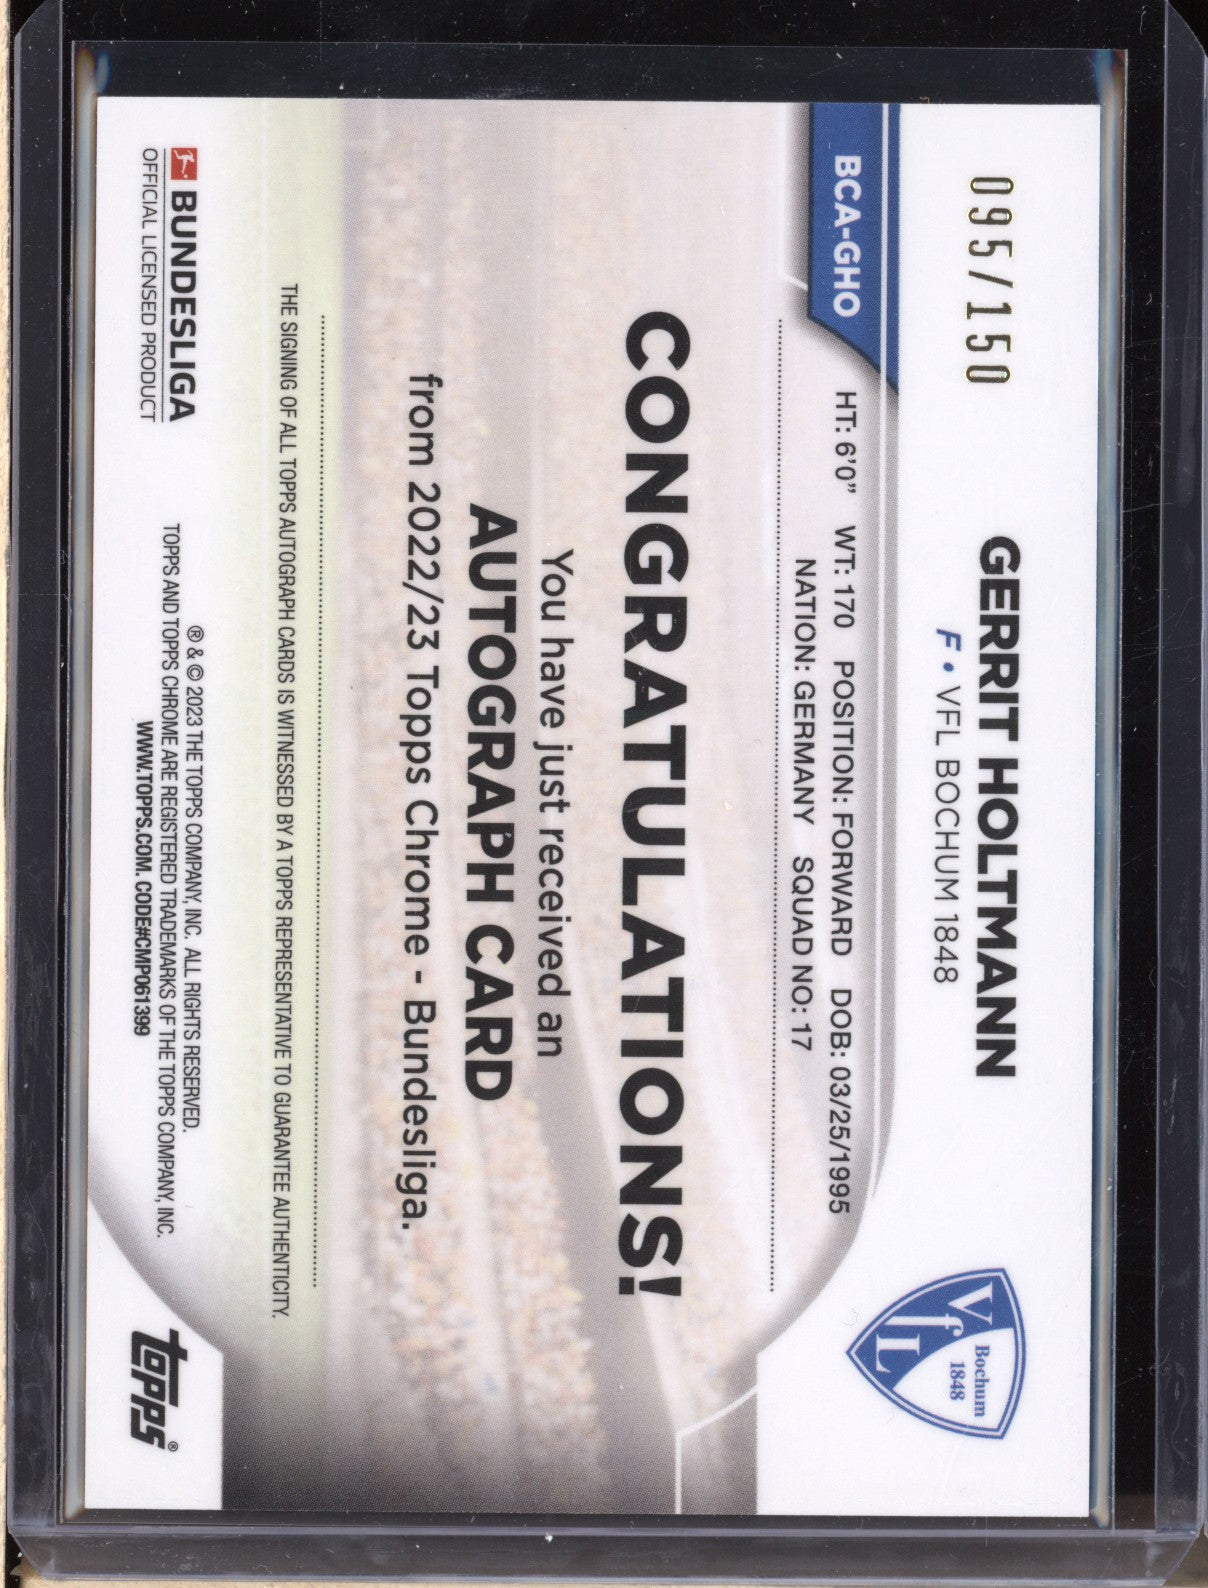 095/150
GERRIT HOLTMANN
F • VFL BOCHUM 1848
VfL
Bochum
1848
BCA-GHO
HT: 6'0" WT: 170 POSITION: FORWARD DOB: 03/25/1995
NATION: GERMANY SQUAD NO: 17
CONGRATULATIONS!
You have just received an
AUTOGRAPH CARD
from 2022/23 Topps Chrome - Bundesliga.
THE SIGNING OF ALL TOPPS AUTOGRAPH CARDS IS WITNESSED BY A TOPPS REPRESENTATIVE TO GUARANTEE AUTHENTICITY.
BUNDESLIGA
OFFICIAL LICENSED PRODUCT
® & © 2023 THE TOPPS COMPANY, INC. ALL RIGHTS RESERVED.
TOPPS AND TOPPS CHROME ARE REGISTERED TRADEMARKS OF THE TOPPS COMPANY, INC.
WWW.TOPPS.COM. CODE#CMP061399
topps®